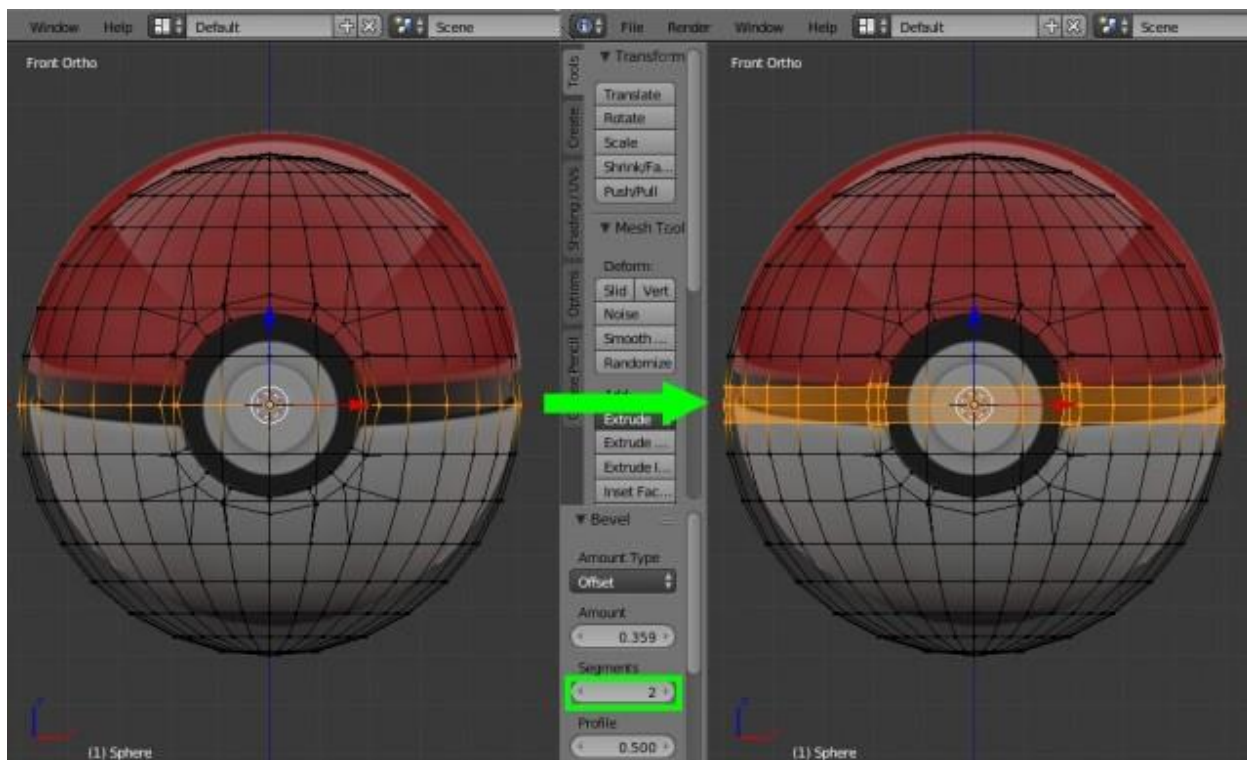 Window Help Default Scene
Front Ortho
(1) Sphere
File Render Window Help Default Scene
Tools
Create
Shading / UVs
Options
▼ Transform
Translate
Rotate
Scale
Shrink/Fa...
Push/Pull
▼ Mesh Tool
Deform:
Slid Vert
Noise
Smooth ...
Randomize
Extrude
Extrude ...
Extrude I...
Inset Fac...
▼ Bevel
Amount Type
Offset
Amount
0.359
Segments
2
Profile
0.500
Front Ortho
(1) Sphere